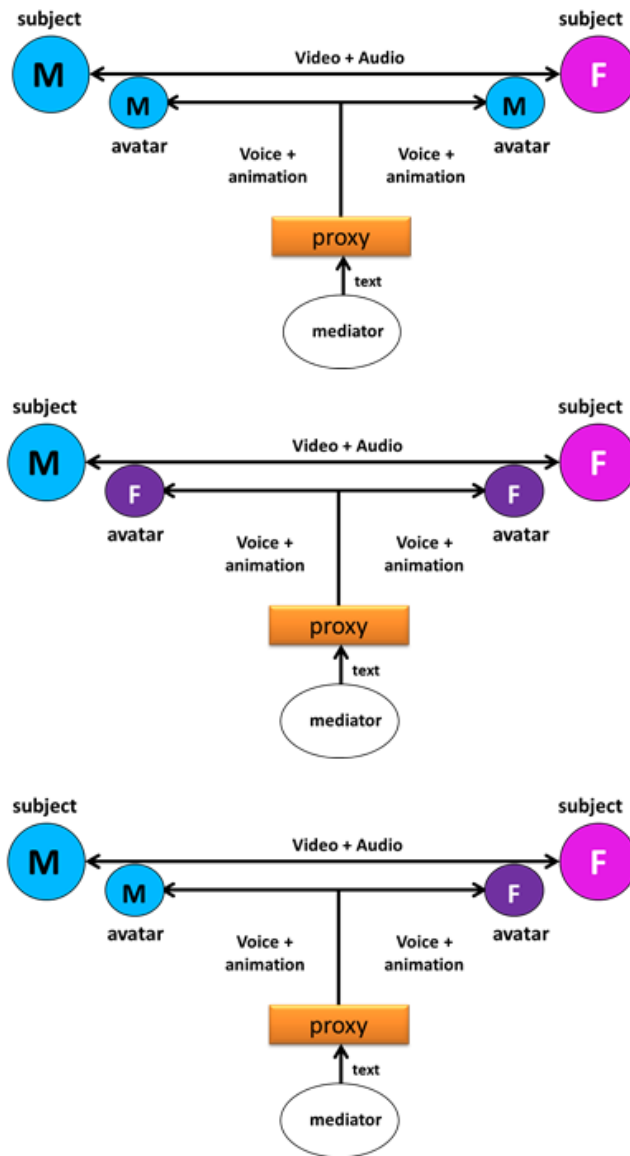 subject
subject
M
Video + Audio
F
M
M
avatar
avatar
Voice +
animation
Voice +
animation
proxy
text
mediator
subject
subject
M
Video + Audio
F
F
F
avatar
avatar
Voice +
animation
Voice +
animation
proxy
text
mediator
subject
subject
M
Video + Audio
F
M
F
avatar
avatar
Voice +
animation
Voice +
animation
proxy
text
mediator